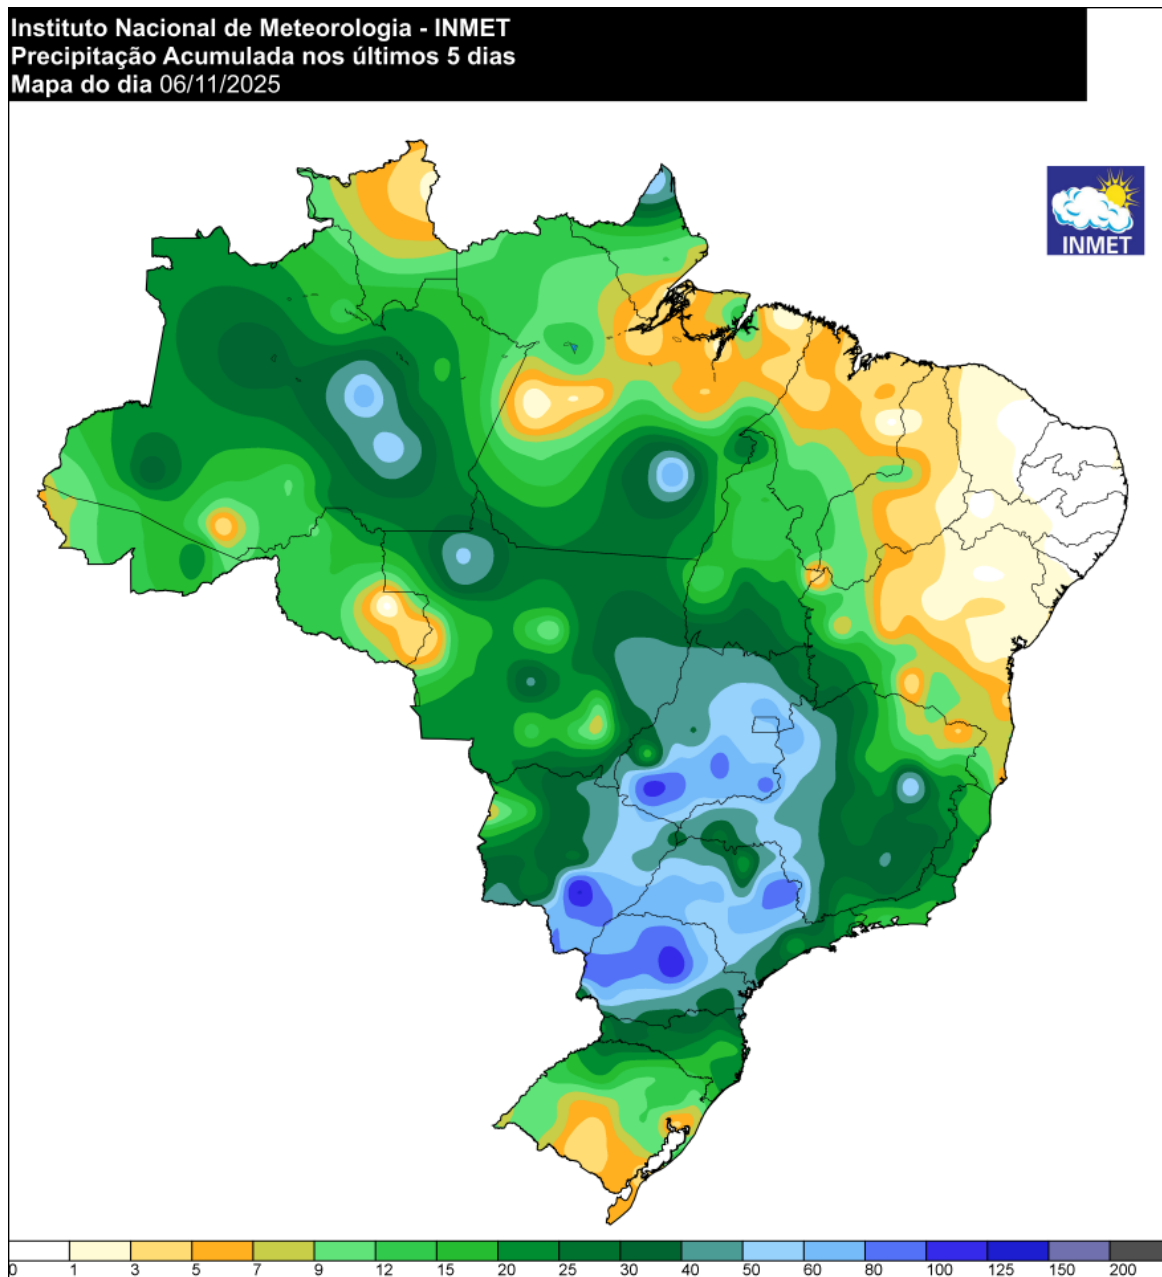 Instituto Nacional de Meteorologia - INMET
Precipitação Acumulada nos últimos 5 dias
Mapa do dia 06/11/2025
INMET
0 1 3 5 7 9 12 15 20 25 30 40 50 60 80 100 125 150 200